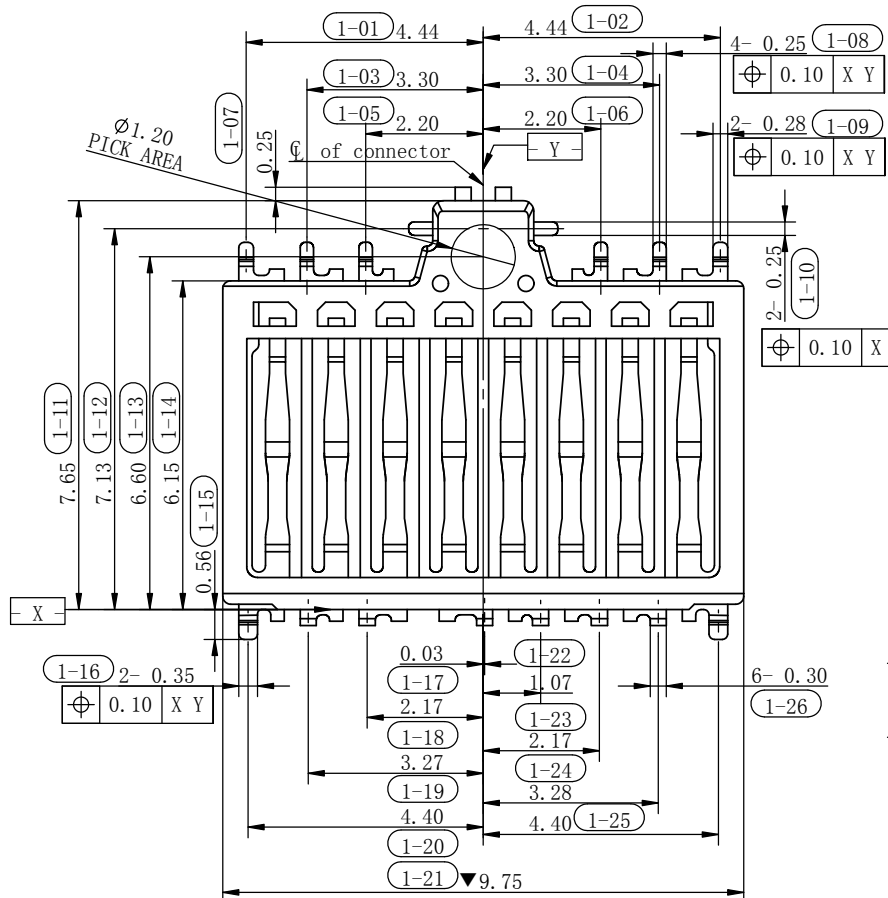 1-01 4.44
4.44 1-02
4- 0.25 1-08
⌖ 0.10 X Y
1-03 3.30
3.30 1-04
1-05 2.20
2.20 1-06
2- 0.28 1-09
⌖ 0.10 X Y
1-07
0.25
Ø1.20
PICK AREA
℄ of connector
- Y -
2- 0.25
1-10
⌖ 0.10 X
1-11
7.65
1-12
7.13
1-13
6.60
1-14
6.15
1-15
0.56
- X -
1-16 2- 0.35
⌖ 0.10 X Y
0.03 1-22
1-17 1.07
2.17 1-23
1-18 2.17
3.27 1-24
1-19 3.28
4.40 1-25
1-20 4.40
1-21 ▼9.75
6- 0.30
1-26